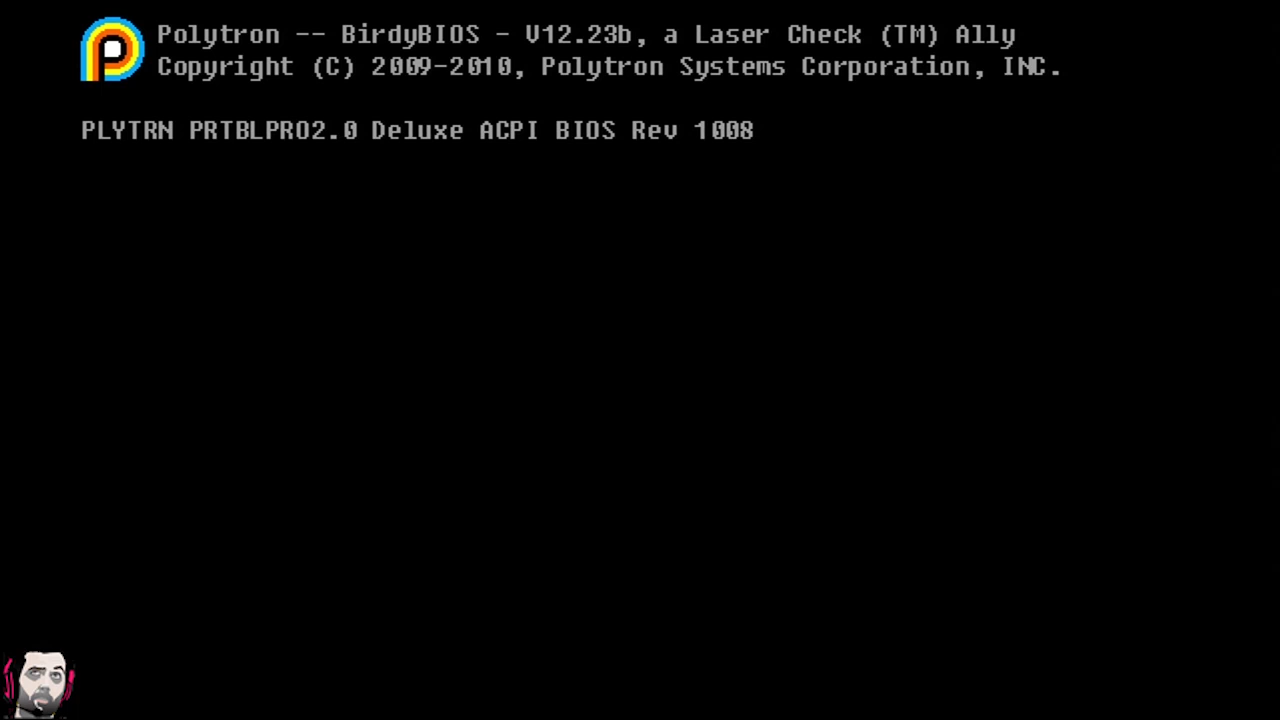 Polytron -- BirdyBIOS - V12.23b, a Laser Check (TM) Ally
Copyright (C) 2009-2010, Polytron Systems Corporation, INC.
PLYTRN PRTBLPRO2.0 Deluxe ACPI BIOS Rev 1008